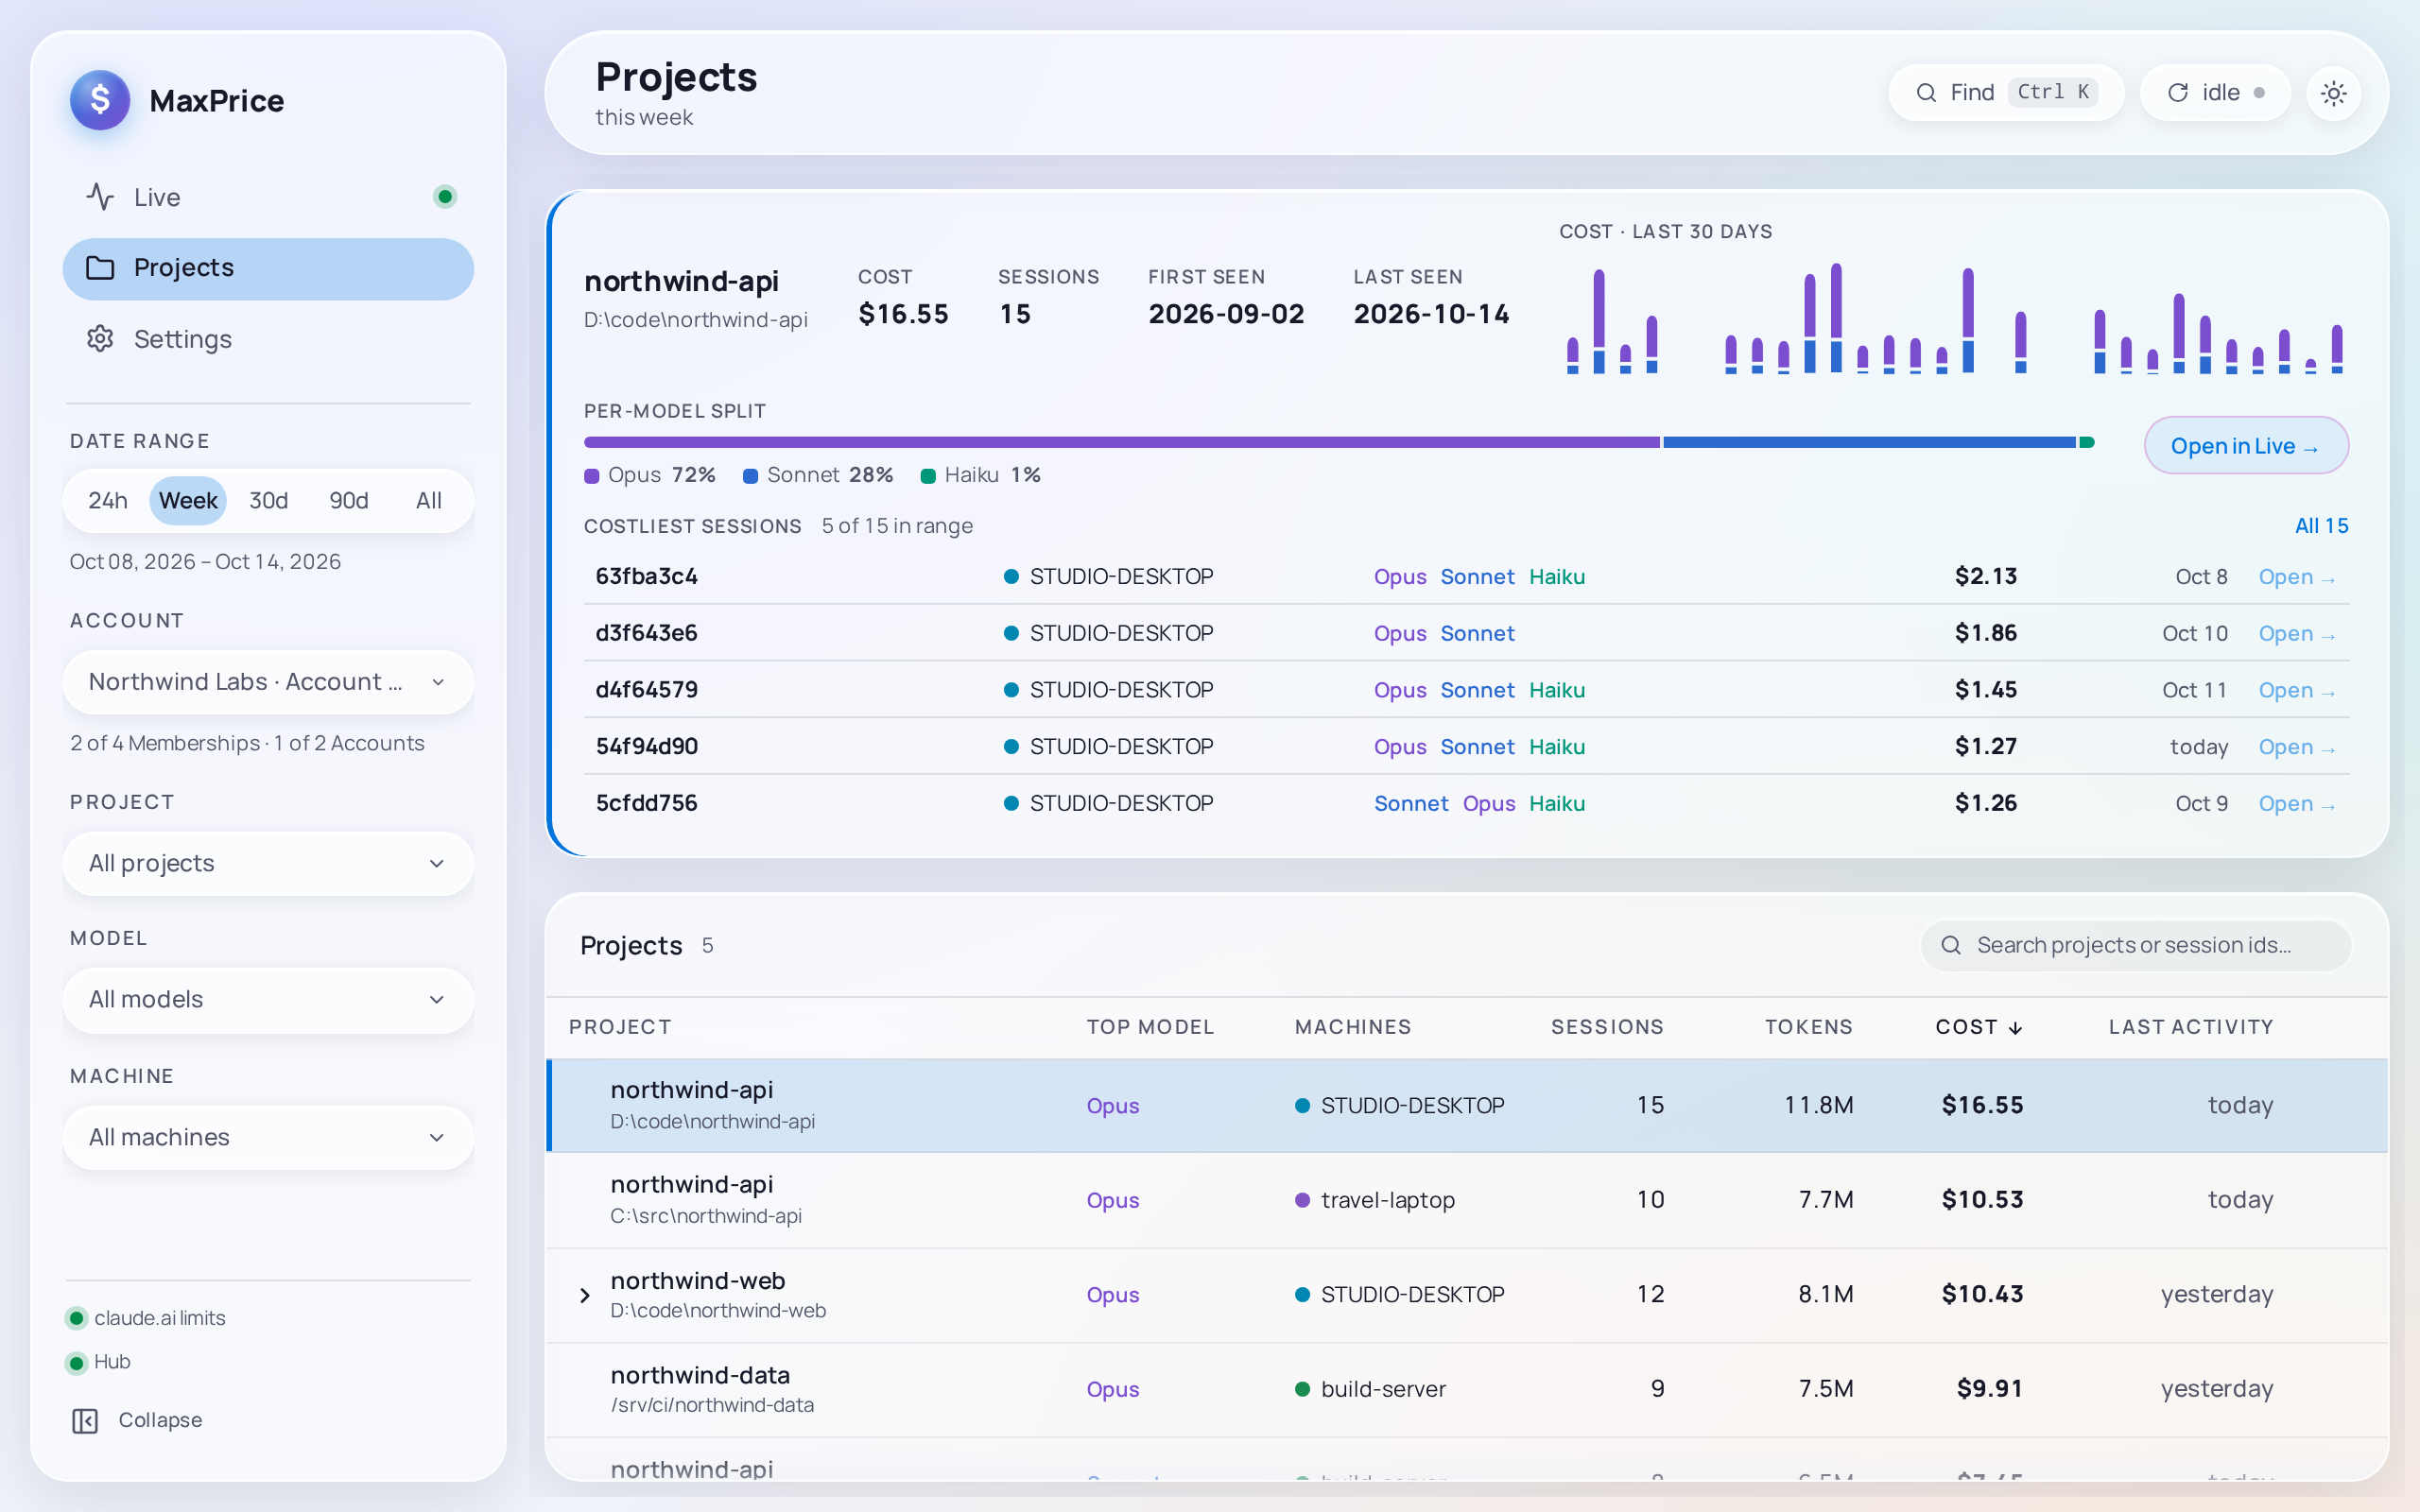 $ MaxPrice
Live
Projects
Settings
DATE RANGE
24h Week 30d 90d All
Oct 08, 2026 – Oct 14, 2026
ACCOUNT
Northwind Labs · Account ...
2 of 4 Memberships · 1 of 2 Accounts
PROJECT
All projects
MODEL
All models
MACHINE
All machines
claude.ai limits
Hub
Collapse
Projects
this week
Find Ctrl K
idle
northwind-api
D:\code\northwind-api
COST
$16.55
SESSIONS
15
FIRST SEEN
2026-09-02
LAST SEEN
2026-10-14
COST · LAST 30 DAYS
PER-MODEL SPLIT
Opus 72% Sonnet 28% Haiku 1%
Open in Live →
COSTLIEST SESSIONS 5 of 15 in range All 15
63fba3c4 STUDIO-DESKTOP Opus Sonnet Haiku $2.13 Oct 8 Open →
d3f643e6 STUDIO-DESKTOP Opus Sonnet $1.86 Oct 10 Open →
d4f64579 STUDIO-DESKTOP Opus Sonnet Haiku $1.45 Oct 11 Open →
54f94d90 STUDIO-DESKTOP Opus Sonnet Haiku $1.27 today Open →
5cfdd756 STUDIO-DESKTOP Sonnet Opus Haiku $1.26 Oct 9 Open →
Projects 5
Search projects or session ids...
PROJECT TOP MODEL MACHINES SESSIONS TOKENS COST ↓ LAST ACTIVITY
northwind-api
D:\code\northwind-api
Opus STUDIO-DESKTOP 15 11.8M $16.55 today
northwind-api
C:\src\northwind-api
Opus travel-laptop 10 7.7M $10.53 today
northwind-web
D:\code\northwind-web
Opus STUDIO-DESKTOP 12 8.1M $10.43 yesterday
northwind-data
/srv/ci/northwind-data
Opus build-server 9 7.5M $9.91 yesterday
northwind-api